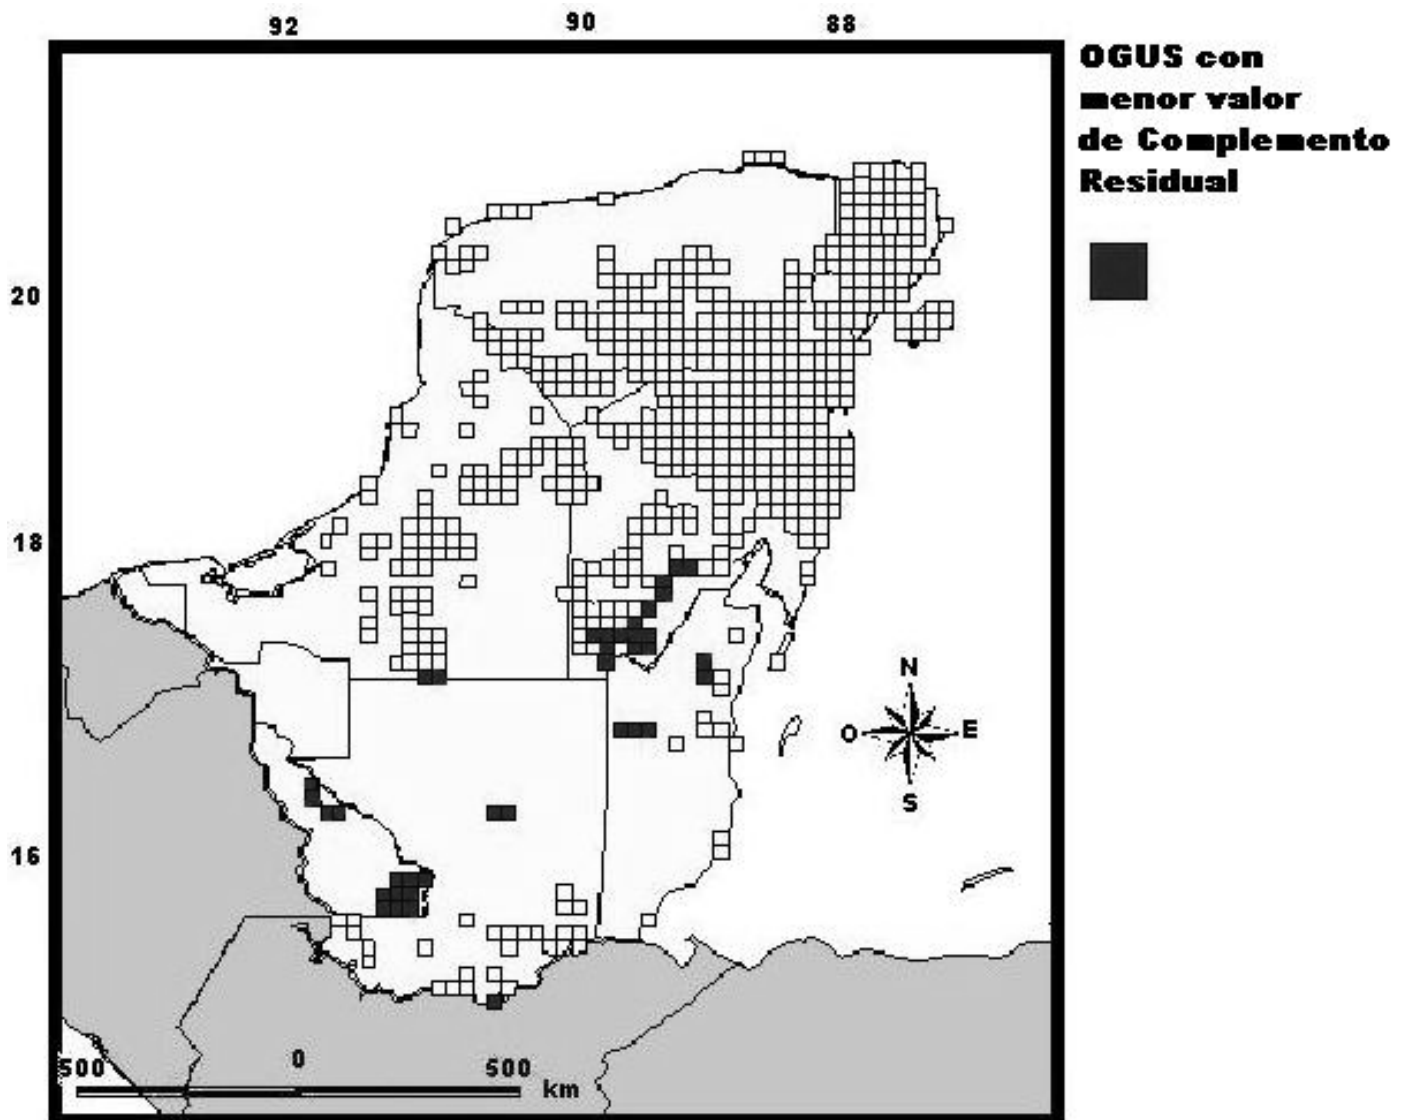 92 90 88
OGUS con
menor valor
de Complemento
Residual
20
18
16
N
O E
S
500 0 500
km